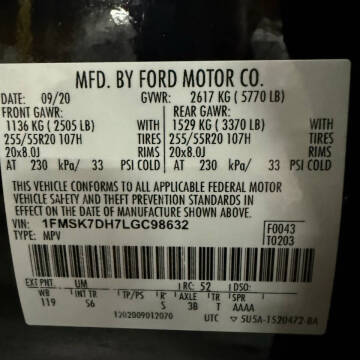 MFD. BY FORD MOTOR CO.
DATE: 09/20 GVWR: 2617 KG (5770 LB)
FRONT GAWR: REAR GAWR:
1136 KG (2505 LB) WITH 1529 KG (3370 LB) WITH
255/55R20 107H TIRES 255/55R20 107H TIRES
20x8.0J RIMS 20x8.0J RIMS
AT 230 kPa/ 33 PSI COLD AT 230 kPa/ 33 PSI COLD
THIS VEHICLE CONFORMS TO ALL APPLICABLE FEDERAL MOTOR
VEHICLE SAFETY AND THEFT PREVENTION STANDARDS IN EFFECT
ON THE DATE OF MANUFACTURE SHOWN ABOVE.
VIN: 1FMSK7DH7LGC98632 F0043
TYPE: MPV T0203
EXT PNT: UM RC: 52 DSO:
WB INT TR TP/PS R AXLE TR SPR
119 S6 S 3B T AAAA
T202009012070 UTC 5U5A-1520472-BA